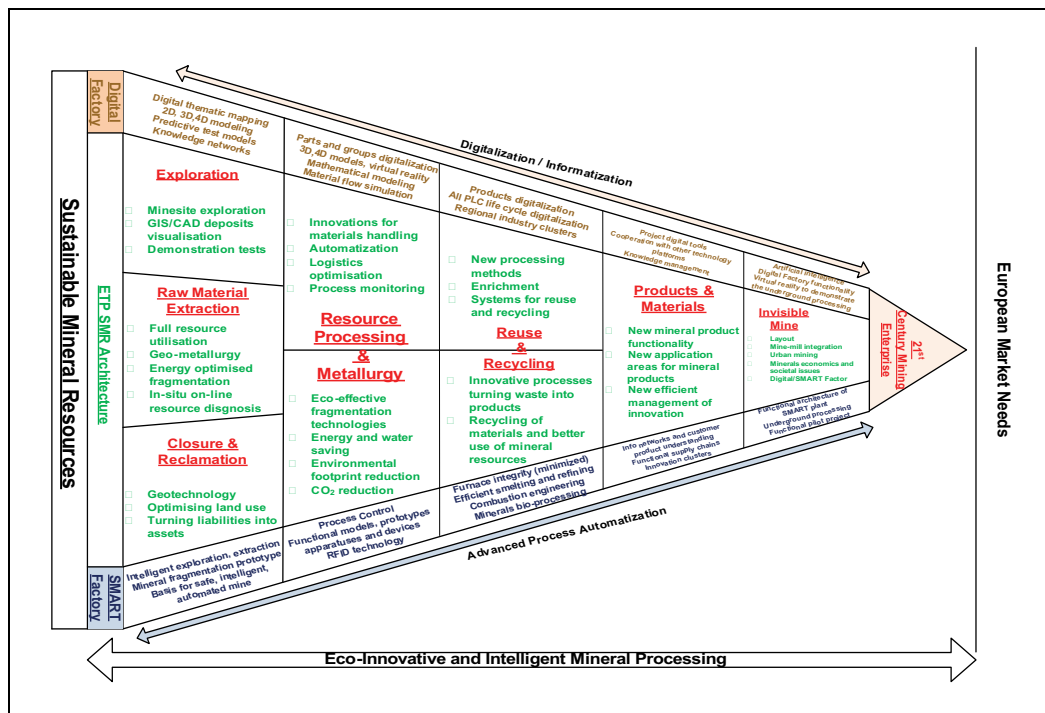 Sustainable Mineral Resources
Digital
Factory
ETP SMR Architecture
SMART
Factory
Digital thematic mapping
2D, 3D,4D modeling
Predictive test models
Knowledge networks
Exploration
Minesite exploration
GIS/CAD deposits
visualisation
Demonstration tests
Raw Material
Extraction
Full resource
utilisation
Geo-metallurgy
Energy optimised
fragmentation
In-situ on-line
resource dignosis
Closure &
Reclamation
Geotechnology
Optimising land use
Turning liabilities into
assets
Intelligent exploration, extraction
Mineral fragmentation prototype
Basis for safe, intelligent,
automated mine
Parts and groups digitalization
3D,4D models, virtual reality
Mathematical modeling
Material flow simulation
Innovations for
materials handling
Automatization
Logistics
optimisation
Process monitoring
Resource
Processing
&
Metallurgy
Eco-effective
fragmentation
technologies
Energy and water
saving
Environmental
footprint reduction
CO₂ reduction
Process Control
Functional models, prototypes
apparatuses and devices
RFID technology
Products digitalization
All PLC life cycle digitalization
Regional industry clusters
New processing
methods
Enrichment
Systems for reuse
and recycling
Reuse
&
Recycling
Innovative processes
turning waste into
products
Recycling of
materials and better
use of mineral
resources
Furnace integrity (minimized)
Efficient smelting and refining
Combustion engineering
Minerals bio-processing
Project digital tools
Cooperation with other technology
platforms
Knowledge management
Products &
Materials
New mineral product
functionality
New application
areas for mineral
products
New efficient
management of
innovation
Info networks and customer
product understanding
Functional supply chains
Innovation clusters
Artificial intelligence
Digital Factory functionality
Virtual reality to demonstrate
the underground processing
Invisible
Mine
Layout
Mine-mill integration
Urban mining
Minerals economics and
societal issues
Digital/SMART Factor
Functional architecture of
SMART plant
Underground processing
Functional pilot project
21st
Century Mining
Enterprise
Digitalization / Informatization
Advanced Process Automatization
European Market Needs
Eco-Innovative and Intelligent Mineral Processing